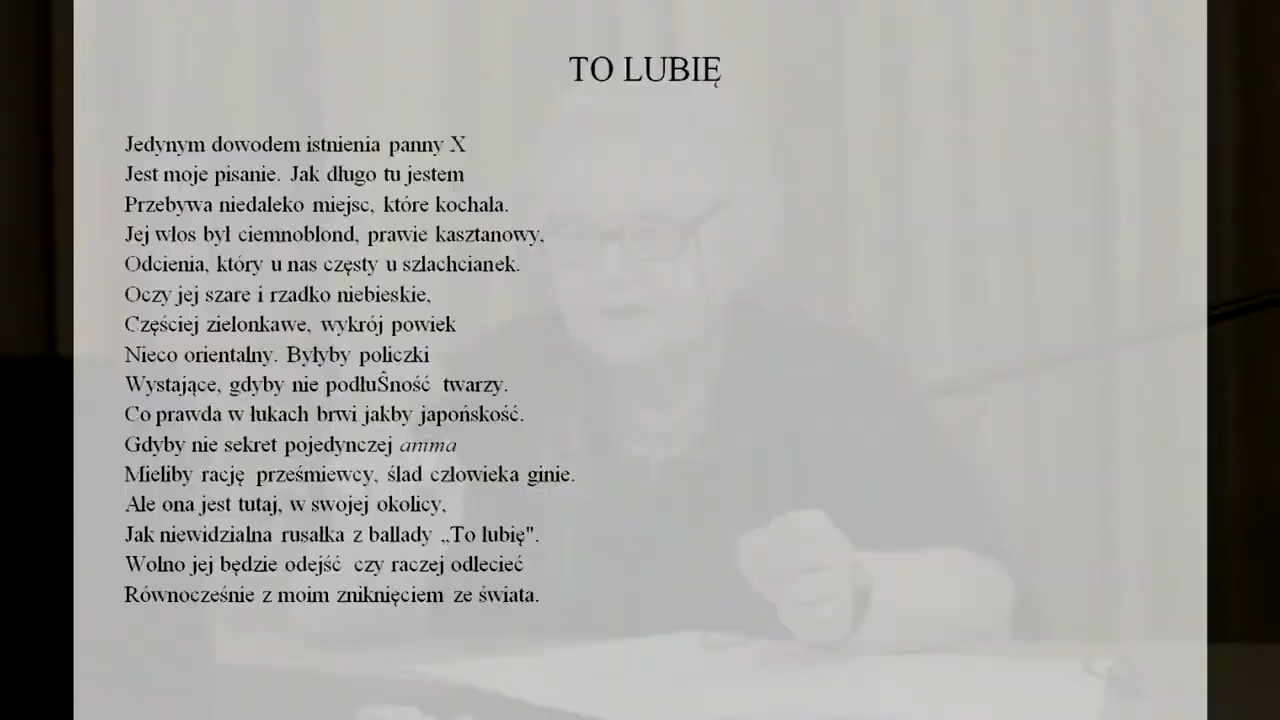 TO LUBIĘ
Jedynym dowodem istnienia panny X
Jest moje pisanie. Jak długo tu jestem
Przebywa niedaleko miejsc, które kochała.
Jej włos był ciemnoblond, prawie kasztanowy,
Odcienia, który u nas częsty u szlachcianek.
Oczy jej szare i rzadko niebieskie,
Częściej zielonkawe, wykrój powiek
Nieco orientalny. Byłyby policzki
Wystające, gdyby nie podłuŜność twarzy.
Co prawda w łukach brwi jakby japońskość.
Gdyby nie sekret pojedynczej anima
Mieliby rację prześmiewcy, ślad człowieka ginie.
Ale ona jest tutaj, w swojej okolicy,
Jak niewidzialna rusałka z ballady „To lubię".
Wolno jej będzie odejść czy raczej odlecieć
Równocześnie z moim zniknięciem ze świata.